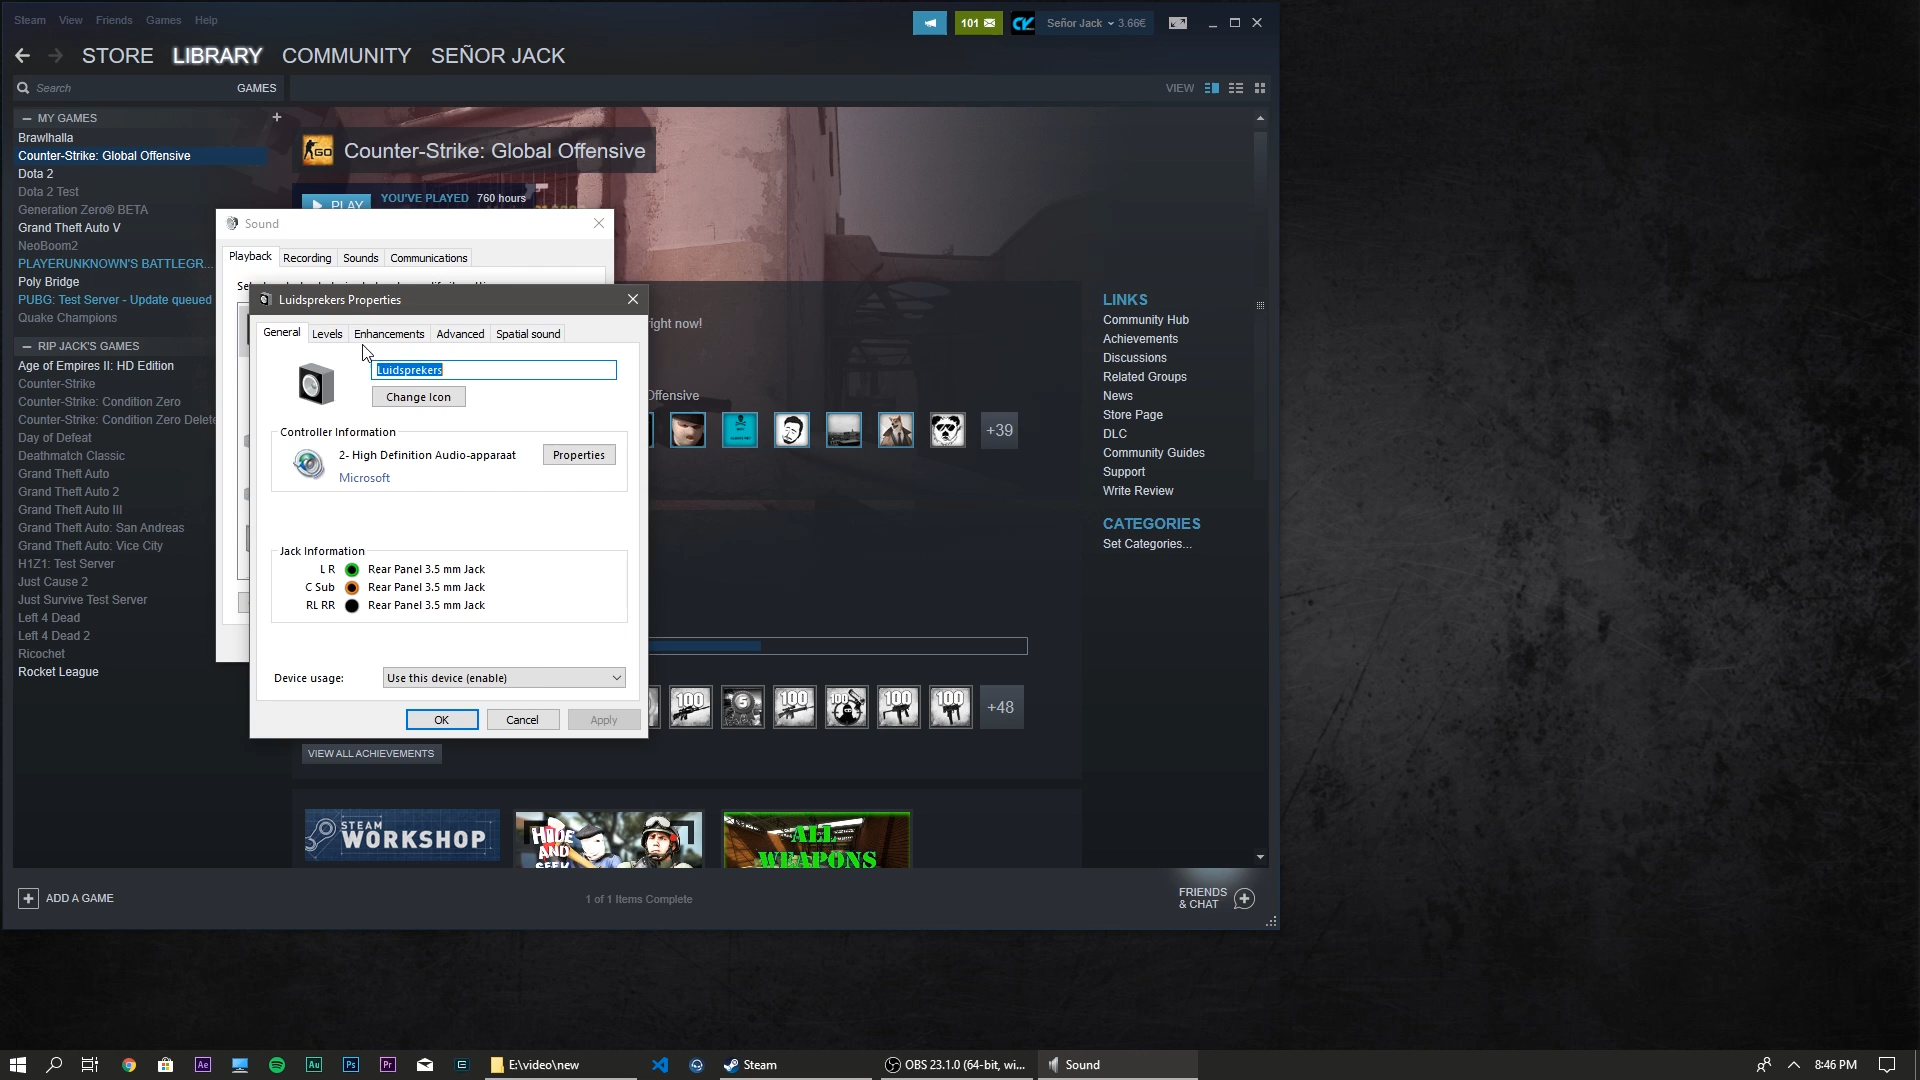 Steam View Friends Games Help
101
Señor Jack
3.66€
STORE LIBRARY COMMUNITY SEÑOR JACK
Search
GAMES
VIEW
MY GAMES
Brawlhalla
Counter-Strike: Global Offensive
Dota 2
Dota 2 Test
Generation Zero® BETA
Grand Theft Auto V
NeoBoom2
PLAYERUNKNOWN'S BATTLEGR...
Poly Bridge
PUBG: Test Server - Update queued
Quake Champions
RIP JACK'S GAMES
Age of Empires II: HD Edition
Counter-Strike
Counter-Strike: Condition Zero
Counter-Strike: Condition Zero Delete
Day of Defeat
Deathmatch Classic
Grand Theft Auto
Grand Theft Auto 2
Grand Theft Auto III
Grand Theft Auto: San Andreas
Grand Theft Auto: Vice City
H1Z1: Test Server
Just Cause 2
Just Survive Test Server
Left 4 Dead
Left 4 Dead 2
Ricochet
Rocket League
GO
Counter-Strike: Global Offensive
PLAY
YOU'VE PLAYED 760 hours
Sound
Playback Recording Sounds Communications
Luidsprekers Properties
General Levels Enhancements Advanced Spatial sound
Luidsprekers
Change Icon
Controller Information
2- High Definition Audio-apparaat
Properties
Microsoft
Jack Information
L R Rear Panel 3.5 mm Jack
C Sub Rear Panel 3.5 mm Jack
RL RR Rear Panel 3.5 mm Jack
Device usage:
Use this device (enable)
OK Cancel Apply
right now!
Offensive
+39
100
5
100
100
100
100
+48
VIEW ALL ACHIEVEMENTS
STEAM
WORKSHOP
HIDE
AND
SEEK
ALL
WEAPONS
LINKS
Community Hub
Achievements
Discussions
Related Groups
News
Store Page
DLC
Community Guides
Support
Write Review
CATEGORIES
Set Categories...
ADD A GAME
1 of 1 Items Complete
FRIENDS
& CHAT
Ae
Au
Ps
Pr
E:\video\new
Steam
OBS 23.1.0 (64-bit, wi...
Sound
8:46 PM